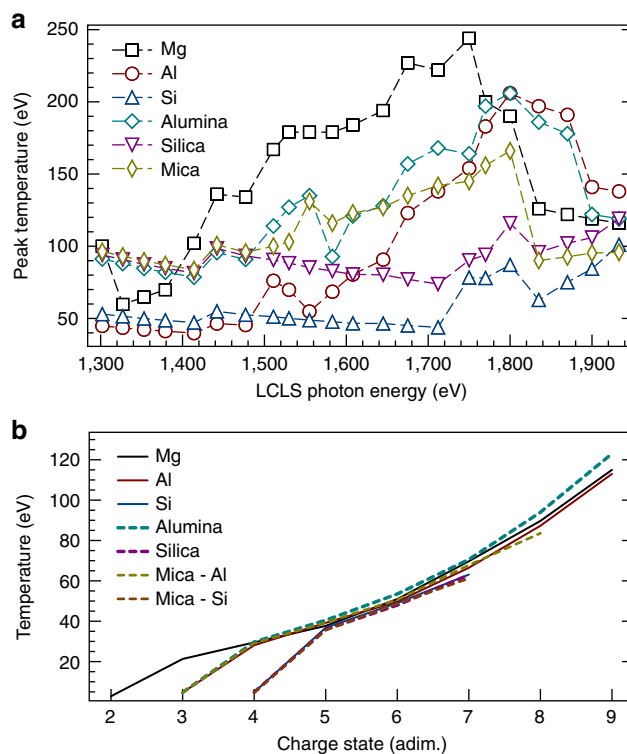 a
250
200
150
100
50
Peak temperature (eV)
Mg
Al
Si
Alumina
Silica
Mica
1,300 1,400 1,500 1,600 1,700 1,800 1,900
LCLS photon energy (eV)
b
120
100
80
60
40
20
Temperature (eV)
Mg
Al
Si
Alumina
Silica
Mica - Al
Mica - Si
2 3 4 5 6 7 8 9
Charge state (adim.)